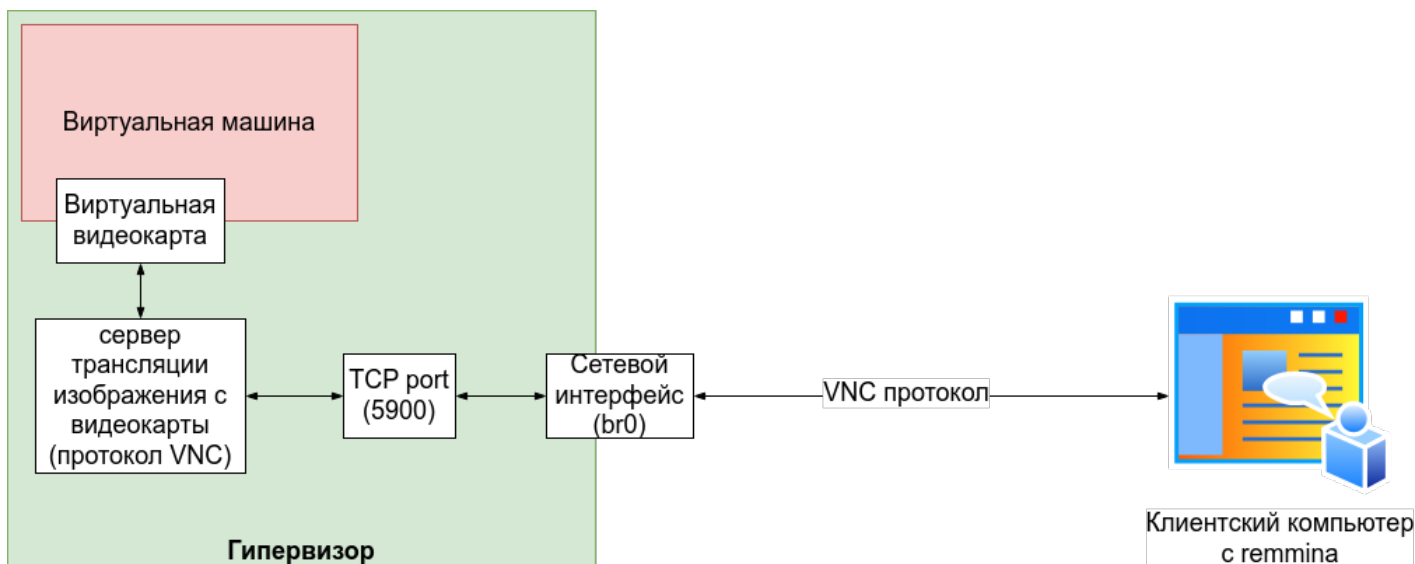 Виртуальная машина
Виртуальная
видеокарта
сервер
трансляции
изображения с
видеокарты
(протокол VNC)
TCP port
(5900)
Сетевой
интерфейс
(br0)
VNC протокол
Клиентский компьютер
с remmina
Гипервизор